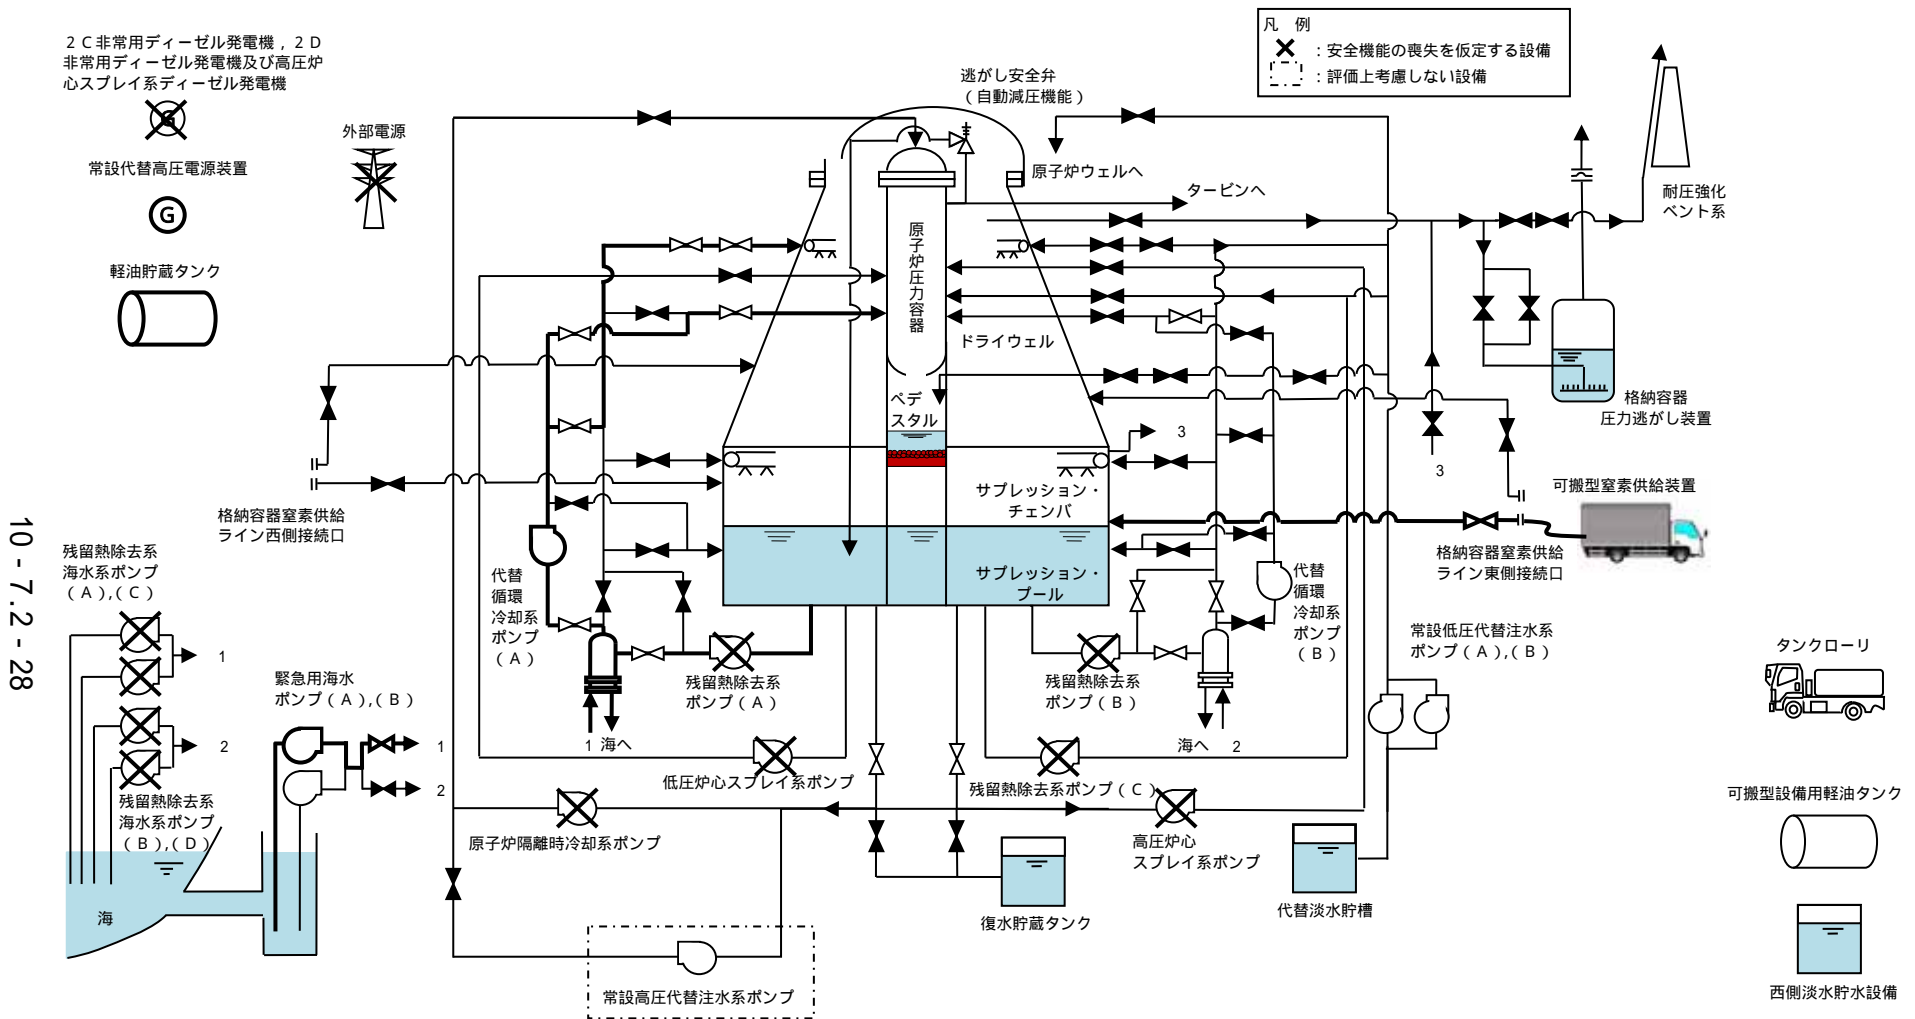 ２Ｃ非常用ディーゼル発電機，２Ｄ
非常用ディーゼル発電機及び高圧炉
心スプレイ系ディーゼル発電機
G
常設代替高圧電源装置
G
軽油貯蔵タンク
外部電源
逃がし安全弁
（自動減圧機能）
凡　例
：安全機能の喪失を仮定する設備
：評価上考慮しない設備
原子炉ウェルへ
タービンへ
耐圧強化
ベント系
原子炉圧力容器
ドライウェル
ペデ
スタル
格納容器
圧力逃がし装置
3
3
サプレッション・
チェンバ
サプレッション・
プール
可搬型窒素供給装置
格納容器窒素供給
ライン東側接続口
格納容器窒素供給
ライン西側接続口
残留熱除去系
海水系ポンプ
（Ａ），（Ｃ）
1
2
残留熱除去系
海水系ポンプ
（Ｂ），（Ｄ）
海
緊急用海水
ポンプ（Ａ），（Ｂ）
1
2
代替
循環
冷却系
ポンプ
（Ａ）
残留熱除去系
ポンプ（Ａ）
1 海へ
残留熱除去系
ポンプ（Ｂ）
海へ 2
代替
循環
冷却系
ポンプ
（Ｂ）
常設低圧代替注水系
ポンプ（Ａ），（Ｂ）
低圧炉心スプレイ系ポンプ
残留熱除去系ポンプ（Ｃ）
原子炉隔離時冷却系ポンプ
高圧炉心
スプレイ系ポンプ
復水貯蔵タンク
代替淡水貯槽
常設高圧代替注水系ポンプ
タンクローリ
可搬型設備用軽油タンク
西側淡水貯水設備
10-7.2-28